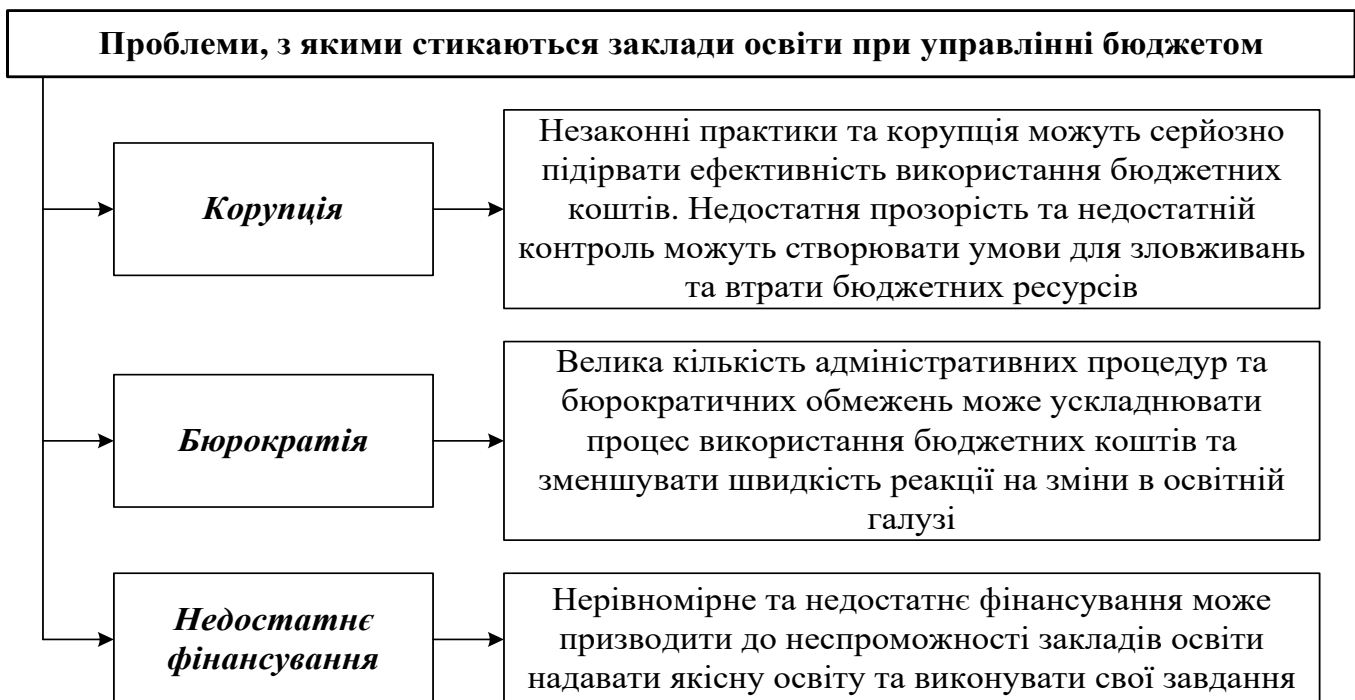 Проблеми, з якими стикаються заклади освіти при управлінні бюджетом
Корупція
Незаконні практики та корупція можуть серйозно
підірвати ефективність використання бюджетних
коштів. Недостатня прозорість та недостатній
контроль можуть створювати умови для зловживань
та втрати бюджетних ресурсів
Бюрократія
Велика кількість адміністративних процедур та
бюрократичних обмежень може ускладнювати
процес використання бюджетних коштів та
зменшувати швидкість реакції на зміни в освітній
галузі
Недостатнє
фінансування
Нерівномірне та недостатнє фінансування може
призводити до неспроможності закладів освіти
надавати якісну освіту та виконувати свої завдання